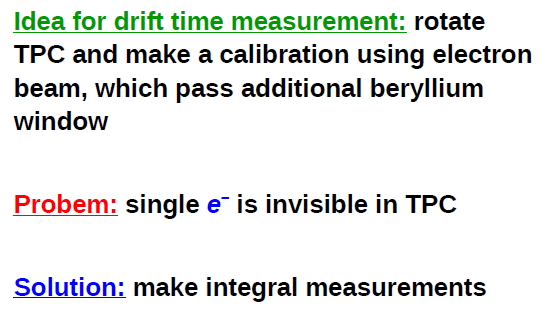 Idea for drift time measurement: rotate
TPC and make a calibration using electron
beam, which pass additional beryllium
window
Probem: single e⁻ is invisible in TPC
Solution: make integral measurements